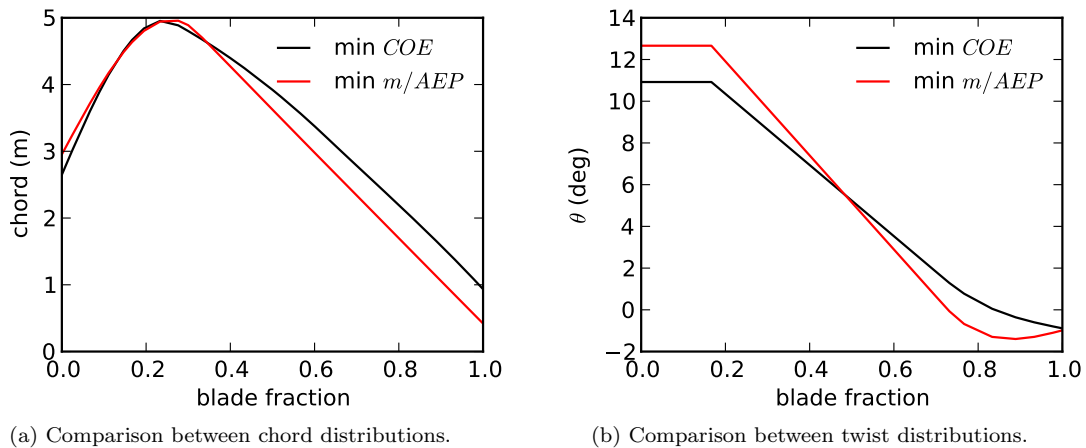 5
4
3
2
1
0
chord (m)
min COE
min m/AEP
0.0 0.2 0.4 0.6 0.8 1.0
blade fraction
(a) Comparison between chord distributions.
14
12
10
8
6
4
2
0
−2
θ (deg)
min COE
min m/AEP
0.0 0.2 0.4 0.6 0.8 1.0
blade fraction
(b) Comparison between twist distributions.